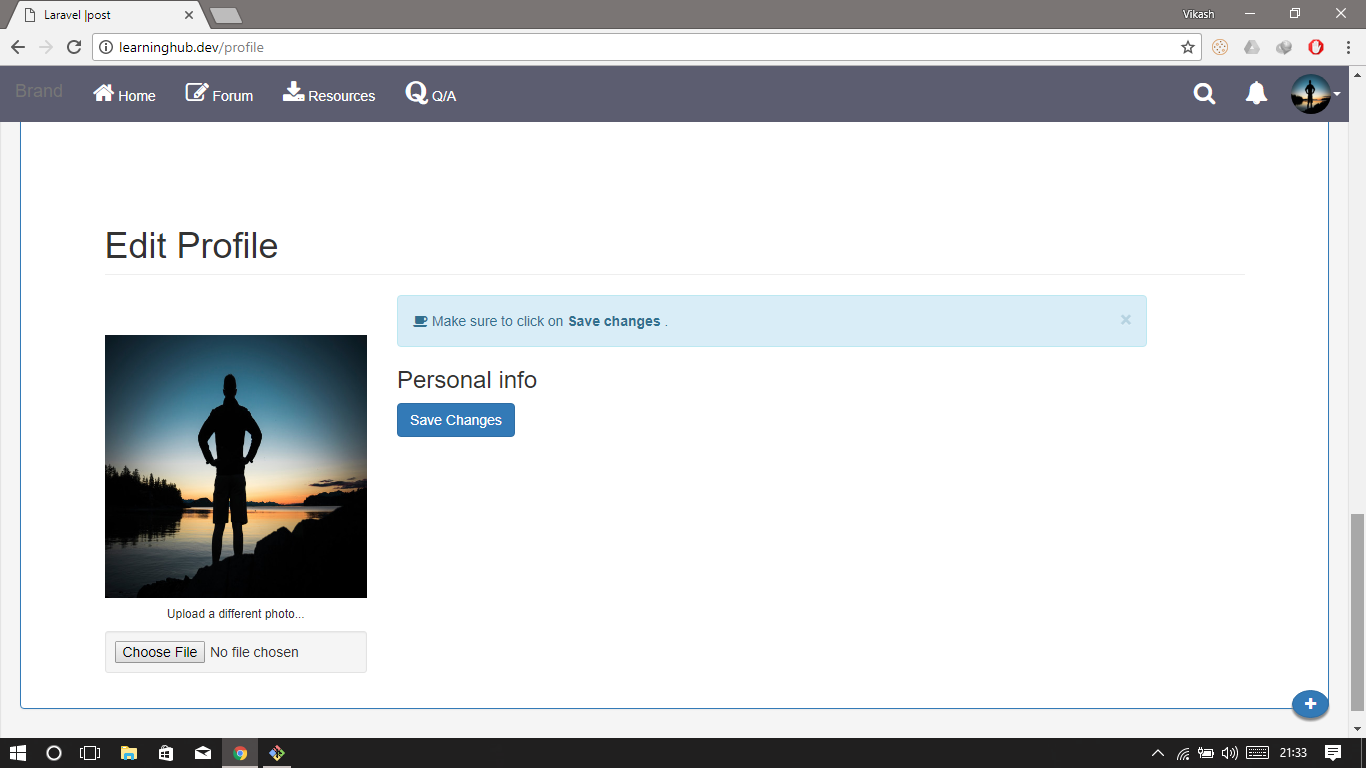 Laravel |post
Vikash
learninghub.dev/profile
Brand Home Forum Resources Q Q/A
Edit Profile
Make sure to click on Save changes .
×
Personal info
Save Changes
Upload a different photo...
Choose File No file chosen
21:33